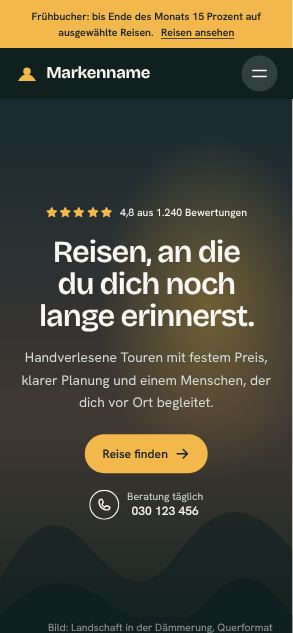 Frühbucher: bis Ende des Monats 15 Prozent auf
ausgewählte Reisen. Reisen ansehen
Markenname
4,8 aus 1.240 Bewertungen
Reisen, an die
du dich noch
lange erinnerst.
Handverlesene Touren mit festem Preis,
klarer Planung und einem Menschen, der
dich vor Ort begleitet.
Reise finden
Beratung täglich
030 123 456
Bild: Landschaft in der Dämmerung, Querformat